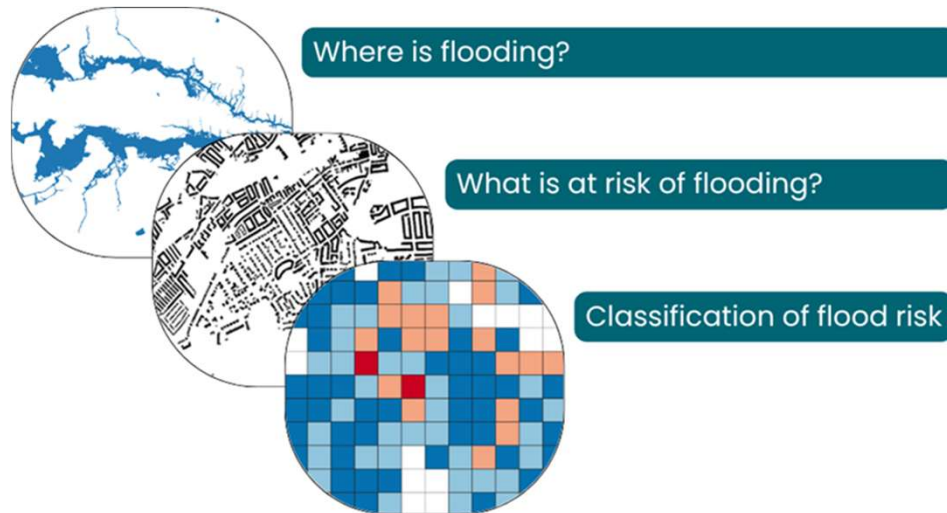 Where is flooding?
What is at risk of flooding?
Classification of flood risk